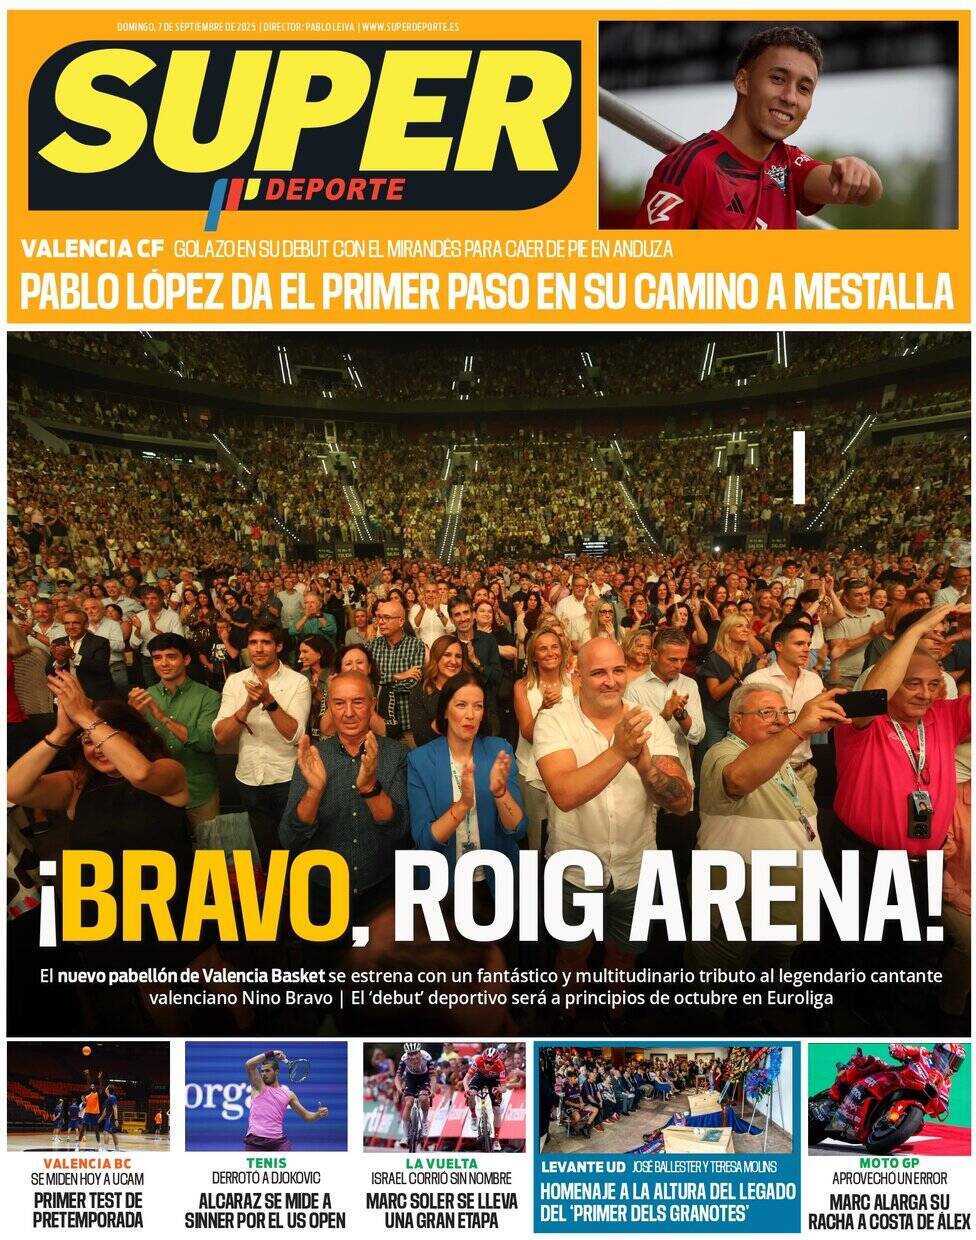 DOMINGO, 7 DE SEPTIEMBRE DE 2025 | DIRECTOR: PABLO LEIVA | WWW.SUPERDEPORTE.ES
SUPER
DEPORTE
VALENCIA CF GOLAZO EN SU DEBUT CON EL MIRANDÉS PARA CAER DE PIE EN ANDUZA
PABLO LÓPEZ DA EL PRIMER PASO EN SU CAMINO A MESTALLA
¡BRAVO, ROIG ARENA!
El nuevo pabellón de Valencia Basket se estrena con un fantástico y multitudinario tributo al legendario cantante
valenciano Nino Bravo | El ‘debut’ deportivo será a principios de octubre en Euroliga
VALENCIA BC
SE MIDEN HOY A UCAM
PRIMER TEST DE
PRETEMPORADA
orga
TENIS
DERROTÓ A DJOKOVIC
ALCARAZ SE MIDE A
SINNER POR EL US OPEN
LA VUELTA
ISRAEL CORRIÓ SIN NOMBRE
MARC SOLER SE LLEVA
UNA GRAN ETAPA
LEVANTE UD JOSÉ BALLESTER Y TERESA MOLINS
HOMENAJE A LA ALTURA DEL LEGADO
DEL ‘PRIMER DELS GRANOTES’
MOTO GP
APROVECHÓ UN ERROR
MARC ALARGA SU
RACHA A COSTA DE ÁLEX